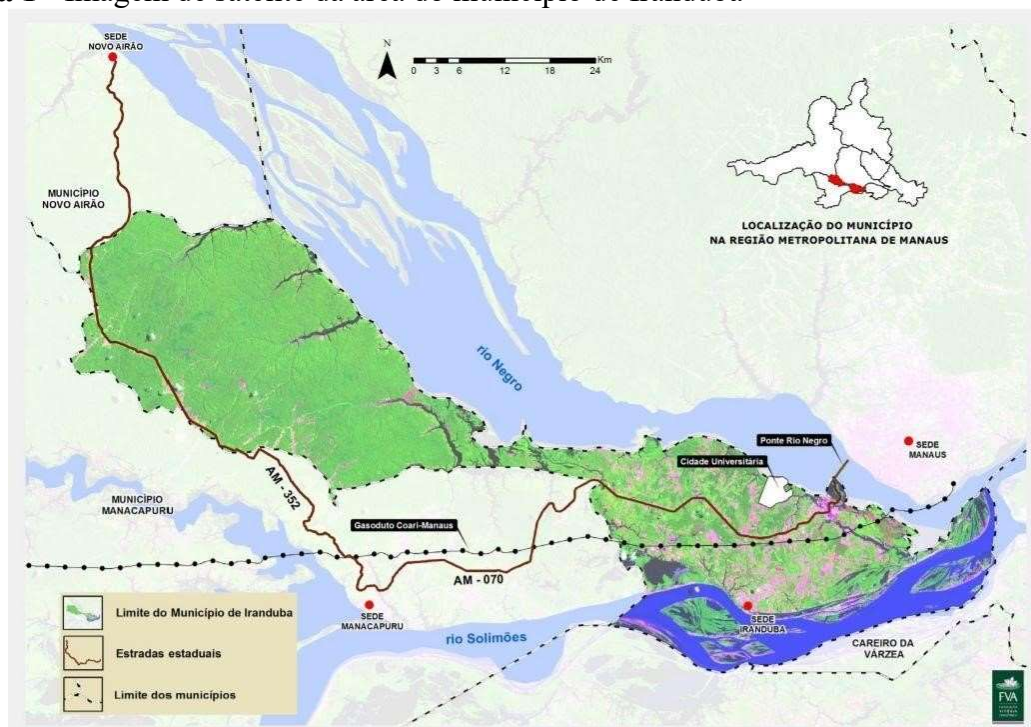 Imagem de satélite da área do município de Iranduba
SEDE
NOVO AIRÃO
N
Km
0 3 6 12 18 24
MUNICÍPIO
NOVO AIRÃO
LOCALIZAÇÃO DO MUNICÍPIO
NA REGIÃO METROPOLITANA DE MANAUS
rio Negro
Ponte Rio Negro
Cidade Universitária
SEDE
MANAUS
AM - 352
MUNICÍPIO
MANACAPURU
Gasoduto Coari-Manaus
AM - 070
SEDE
MANACAPURU
rio Solimões
SEDE
IRANDUBA
CAREIRO DA
VÁRZEA
Limite do Município de Iranduba
Estradas estaduais
Limite dos municípios
FVA